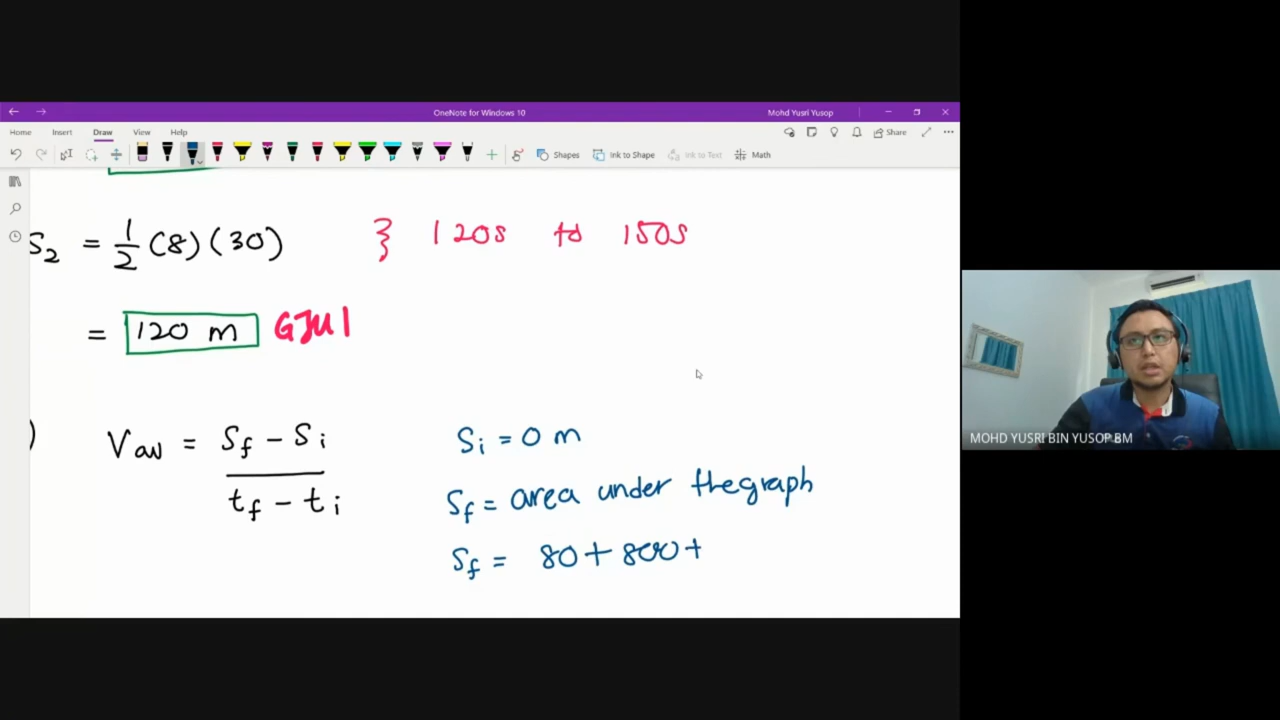 OneNote for Windows 10
Mohd Yusri Yusop
Home Insert Draw View Help
Share
Shapes Ink to Shape Ink to Text Math
S2 = 1/2 (8) (30) } 120s to 150s
= 120 m GJU1
) Vav = Sf - Si / tf - ti
Si = 0 m
Sf = area under the graph
Sf = 80 + 800 +
MOHD YUSRI BIN YUSOP BM